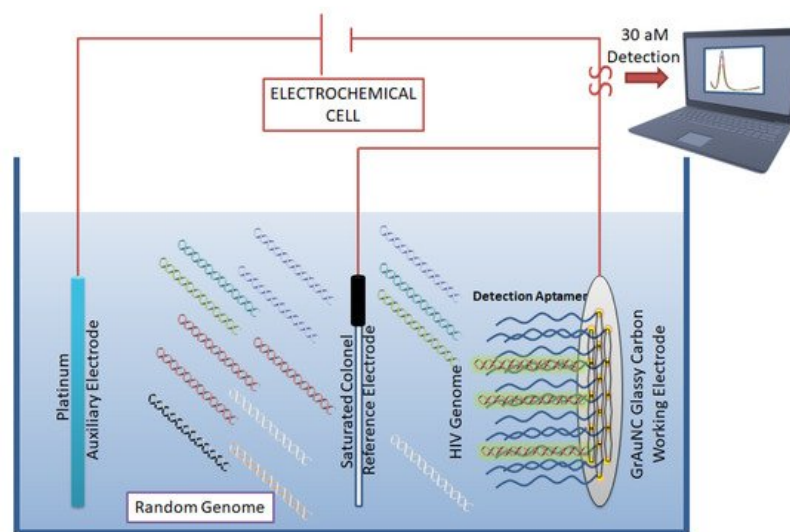 30 aM
Detection
ELECTROCHEMICAL
CELL
Platinum
Auxiliary Electrode
Saturated Colonel
Reference Electrode
Detection Aptamer
HIV Genome
GrAuNC Glassy Carbon
Working Electrode
Random Genome